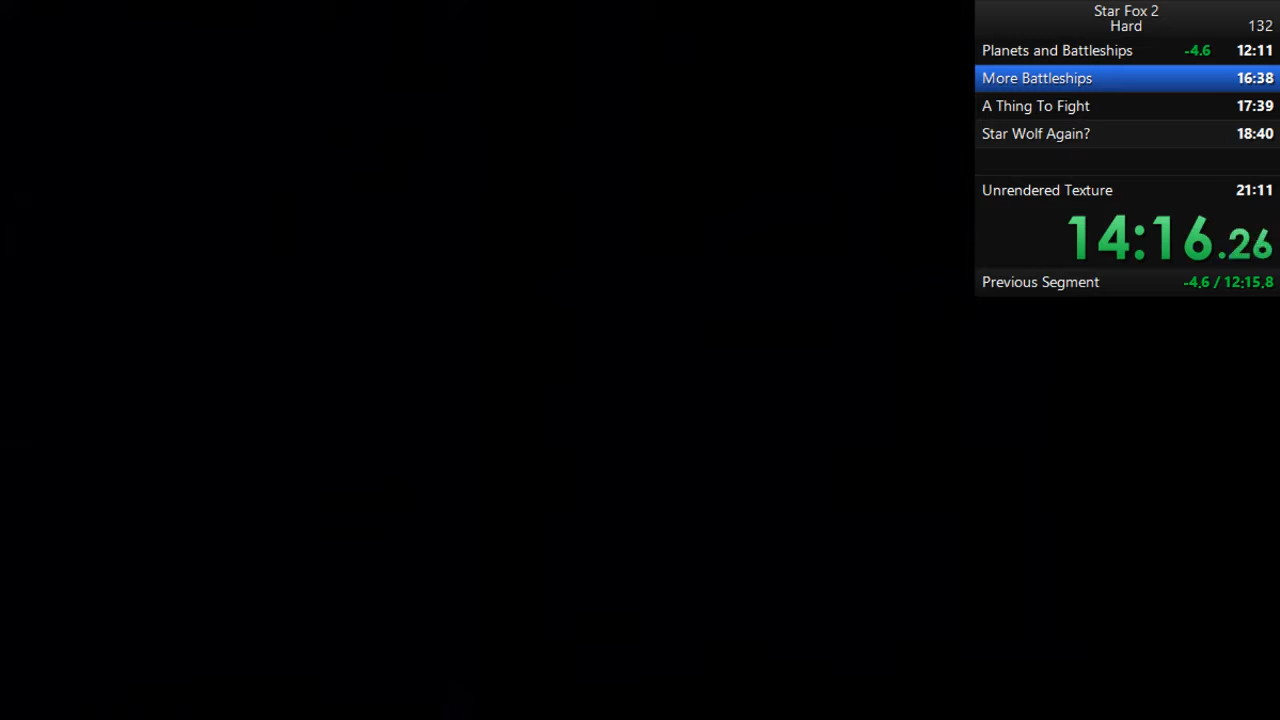 Star Fox 2
Hard 132
Planets and Battleships -4.6 12:11
More Battleships 16:38
A Thing To Fight 17:39
Star Wolf Again? 18:40
Unrendered Texture 21:11
14:16.26
Previous Segment -4.6 / 12:15.8